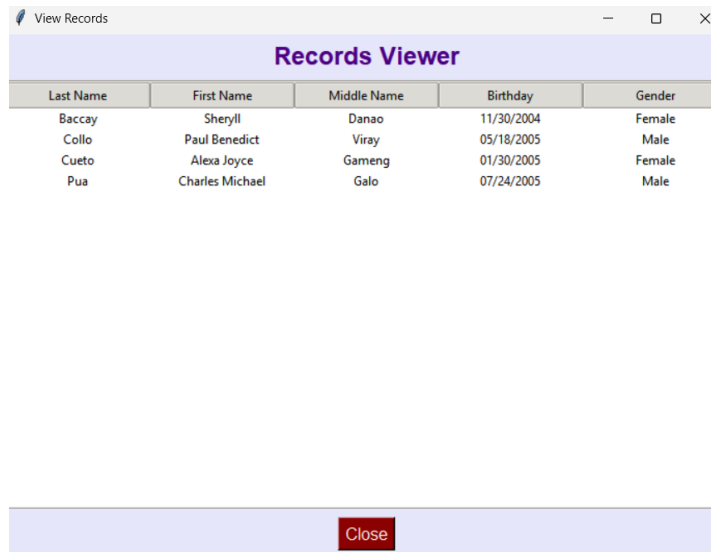 View Records
Records Viewer
Last Name First Name Middle Name Birthday Gender
Baccay Sheryll Danao 11/30/2004 Female
Collo Paul Benedict Viray 05/18/2005 Male
Cueto Alexa Joyce Gameng 01/30/2005 Female
Pua Charles Michael Galo 07/24/2005 Male
Close